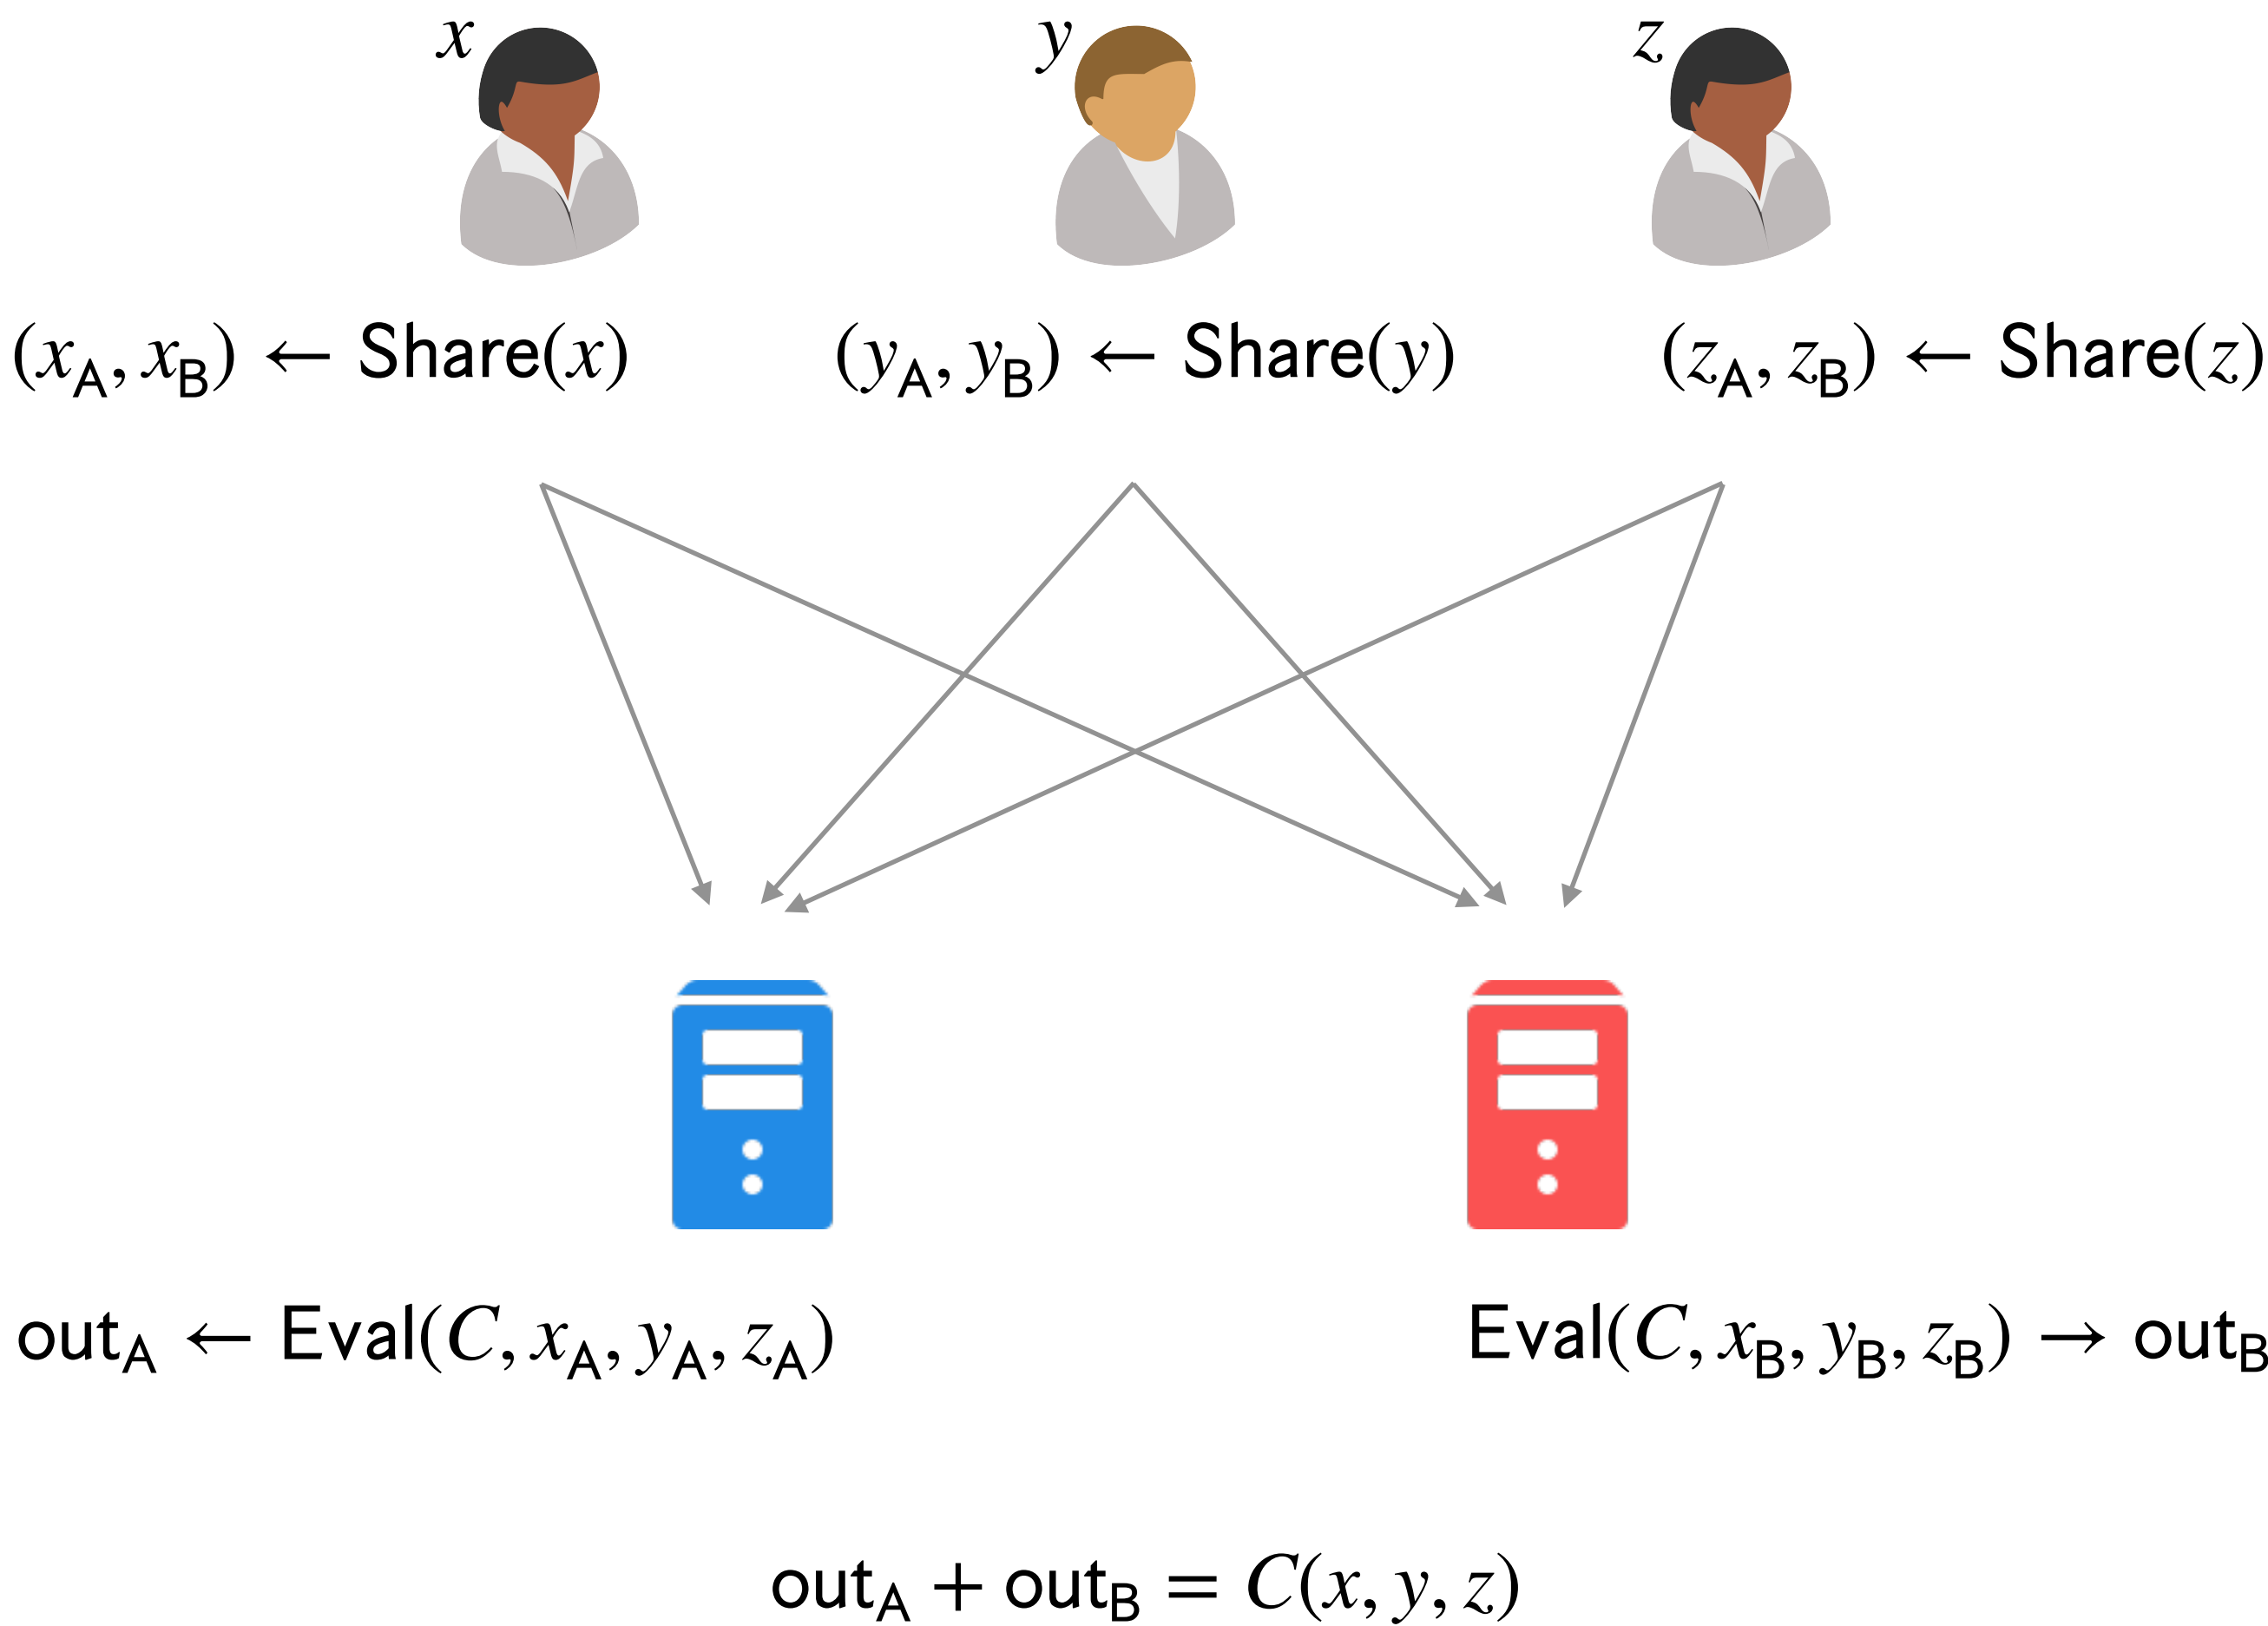 x y z
(x_A, x_B) ← Share(x) (y_A, y_B) ← Share(y) (z_A, z_B) ← Share(z)
out_A ← Eval(C, x_A, y_A, z_A) Eval(C, x_B, y_B, z_B) → out_B
out_A + out_B = C(x, y, z)